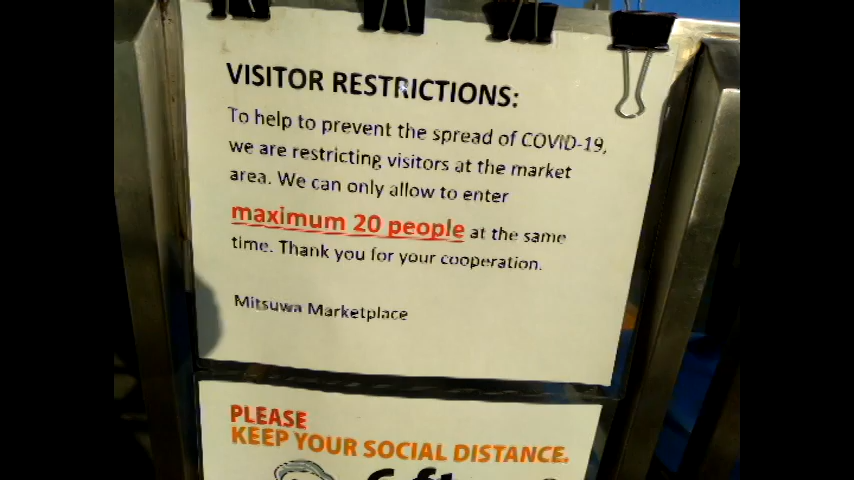 VISITOR RESTRICTIONS:
To help to prevent the spread of COVID-19,
we are restricting visitors at the market
area. We can only allow to enter
maximum 20 people at the same
time. Thank you for your cooperation.
Mitsuwa Marketplace
PLEASE
KEEP YOUR SOCIAL DISTANCE.